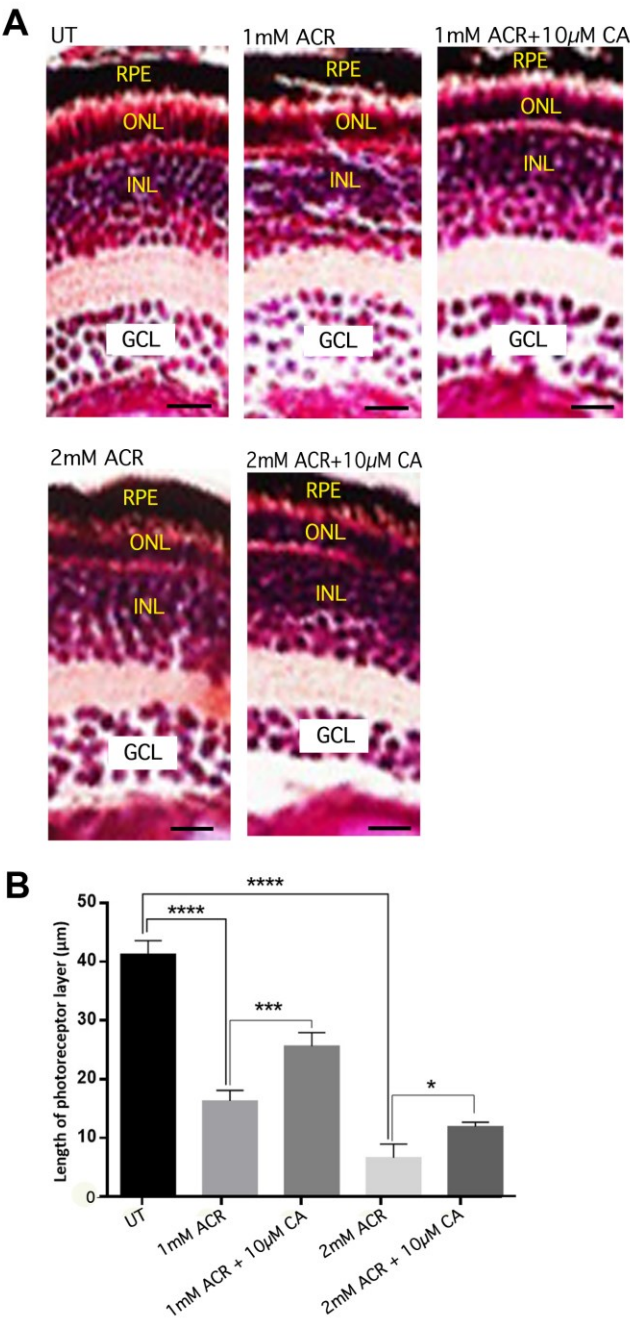 A
UT
1mM ACR
1mM ACR+10µM CA
RPE
RPE
RPE
ONL
ONL
ONL
INL
INL
INL
GCL
GCL
GCL
2mM ACR
2mM ACR+10µM CA
RPE
RPE
ONL
ONL
INL
INL
GCL
GCL
B
Length of photoreceptor layer (µm)
50
40
30
20
10
0
****
****
***
*
UT
1mM ACR
1mM ACR + 10µM CA
2mM ACR
2mM ACR + 10µM CA